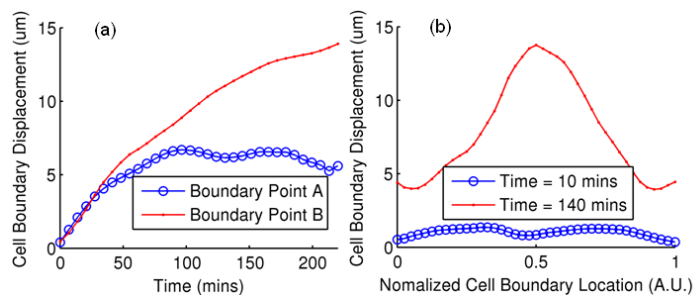 Cell Boundary Displacement (um)
15
10
5
0
(a)
Boundary Point A
Boundary Point B
0
50
100
150
200
Time (mins)
Cell Boundary Displacement (um)
15
10
5
0
(b)
Time = 10 mins
Time = 140 mins
0
0.5
1
Nomalized Cell Boundary Location (A.U.)